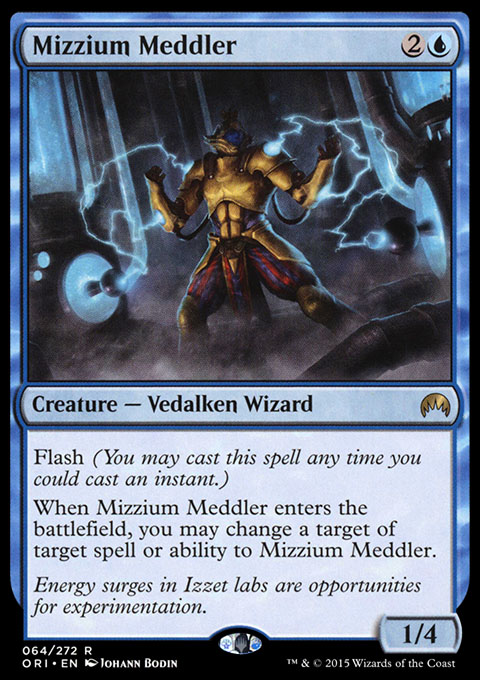 Mizzium Meddler 2
Creature — Vedalken Wizard
Flash (You may cast this spell any time you
could cast an instant.)
When Mizzium Meddler enters the
battlefield, you may change a target of
target spell or ability to Mizzium Meddler.
Energy surges in Izzet labs are opportunities
for experimentation.
1/4
064/272 R
ORI • EN Johann Bodin
™ & © 2015 Wizards of the Coast